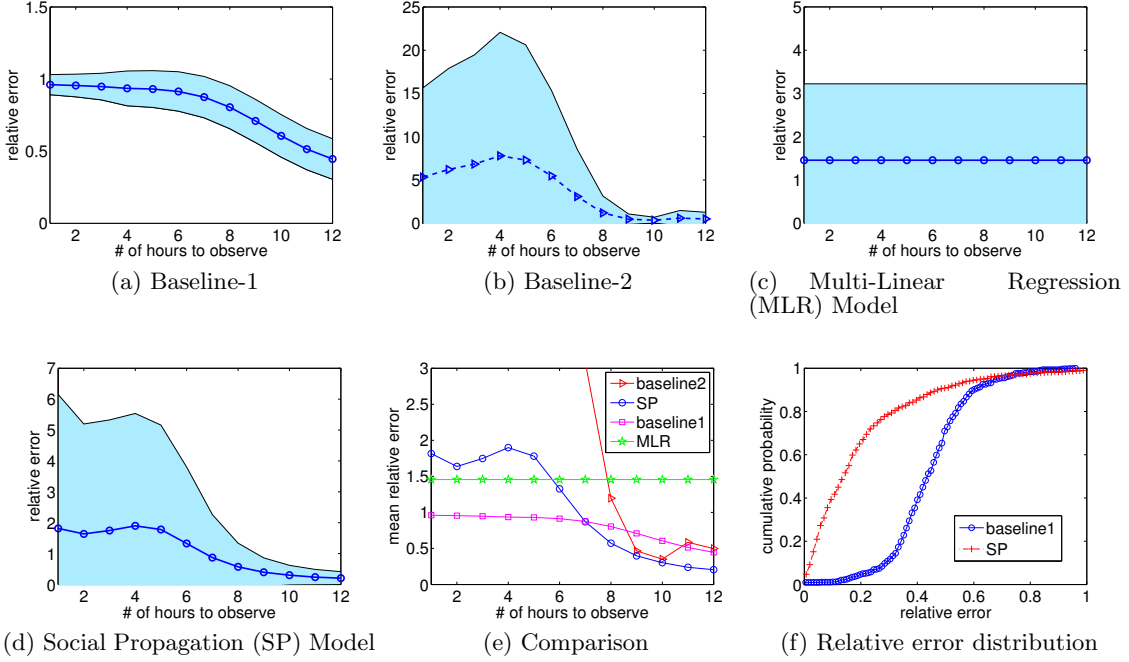 1.5
1
0.5
0
relative error
2 4 6 8 10 12
# of hours to observe
(a) Baseline-1
25
20
15
10
5
0
relative error
2 4 6 8 10 12
# of hours to observe
(b) Baseline-2
5
4
3
2
1
0
relative error
2 4 6 8 10 12
# of hours to observe
(c) Multi-Linear Regression
(MLR) Model
7
6
5
4
3
2
1
0
relative error
2 4 6 8 10 12
# of hours to observe
(d) Social Propagation (SP) Model
3
2.5
2
1.5
1
0.5
0
mean relative error
baseline2
SP
baseline1
MLR
2 4 6 8 10 12
# of hours to observe
(e) Comparison
1
0.8
0.6
0.4
0.2
0
cumulative probability
baseline1
SP
0 0.2 0.4 0.6 0.8 1
relative error
(f) Relative error distribution